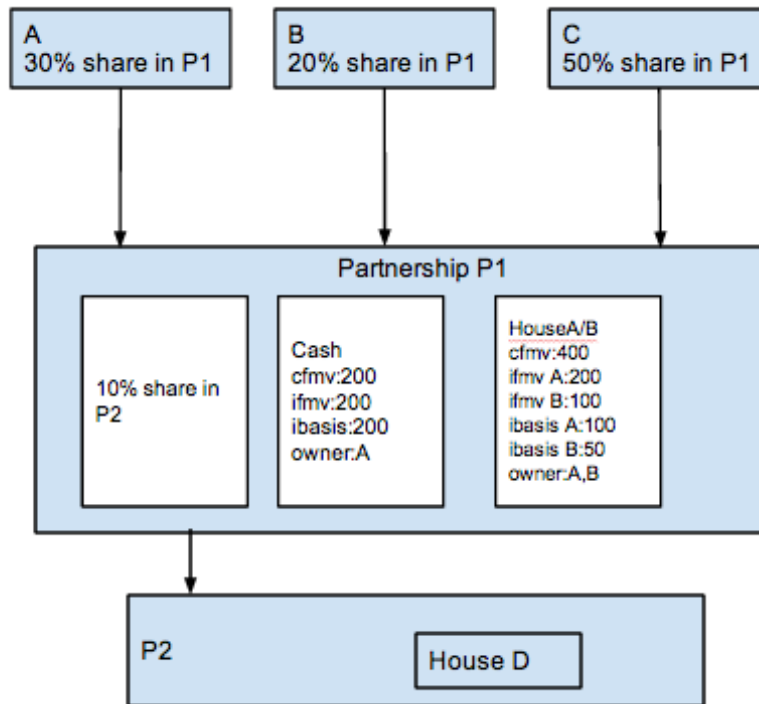 A
30% share in P1
B
20% share in P1
C
50% share in P1
Partnership P1
10% share in
P2
Cash
cfmv:200
ifmv:200
ibasis:200
owner:A
HouseA/B
cfmv:400
ifmv A:200
ifmv B:100
ibasis A:100
ibasis B:50
owner:A,B
P2
House D